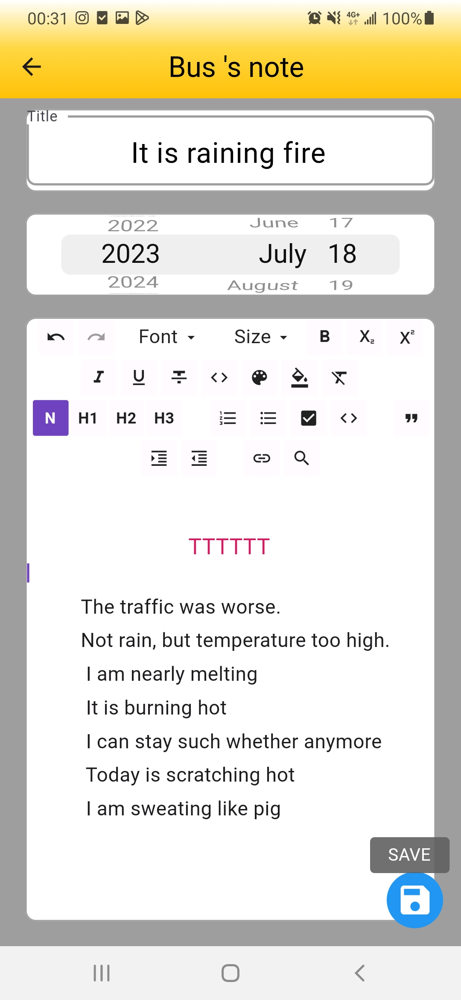 00:31 4G+ 100%
Bus 's note
Title
It is raining fire
2022 June 17
2023 July 18
2024 August 19
Font Size B X₂ X²
I U T <>
N H1 H2 H3
TTTTTT
The traffic was worse.
Not rain, but temperature too high.
I am nearly melting
It is burning hot
I can stay such whether anymore
Today is scratching hot
I am sweating like pig
SAVE